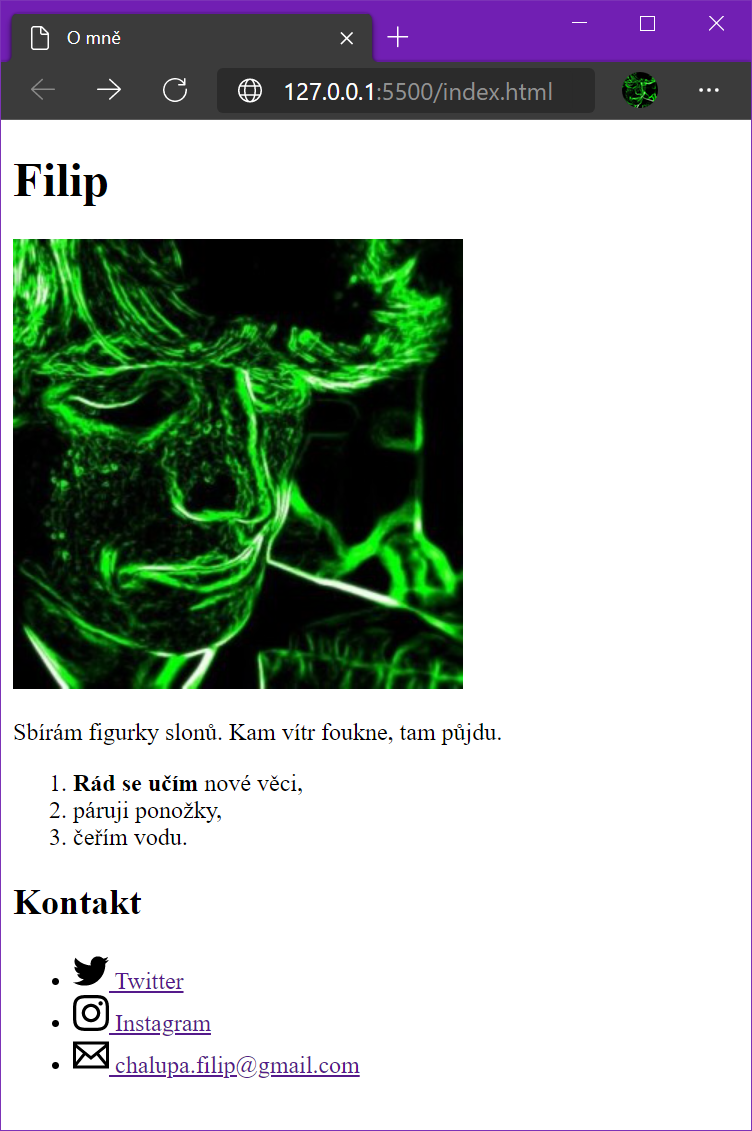 O mně
127.0.0.1:5500/index.html
Filip
Sbírám figurky slonů. Kam vítr foukne, tam půjdu.
1. Rád se učím nové věci,
2. páruji ponožky,
3. čeřím vodu.
Kontakt
Twitter
Instagram
chalupa.filip@gmail.com